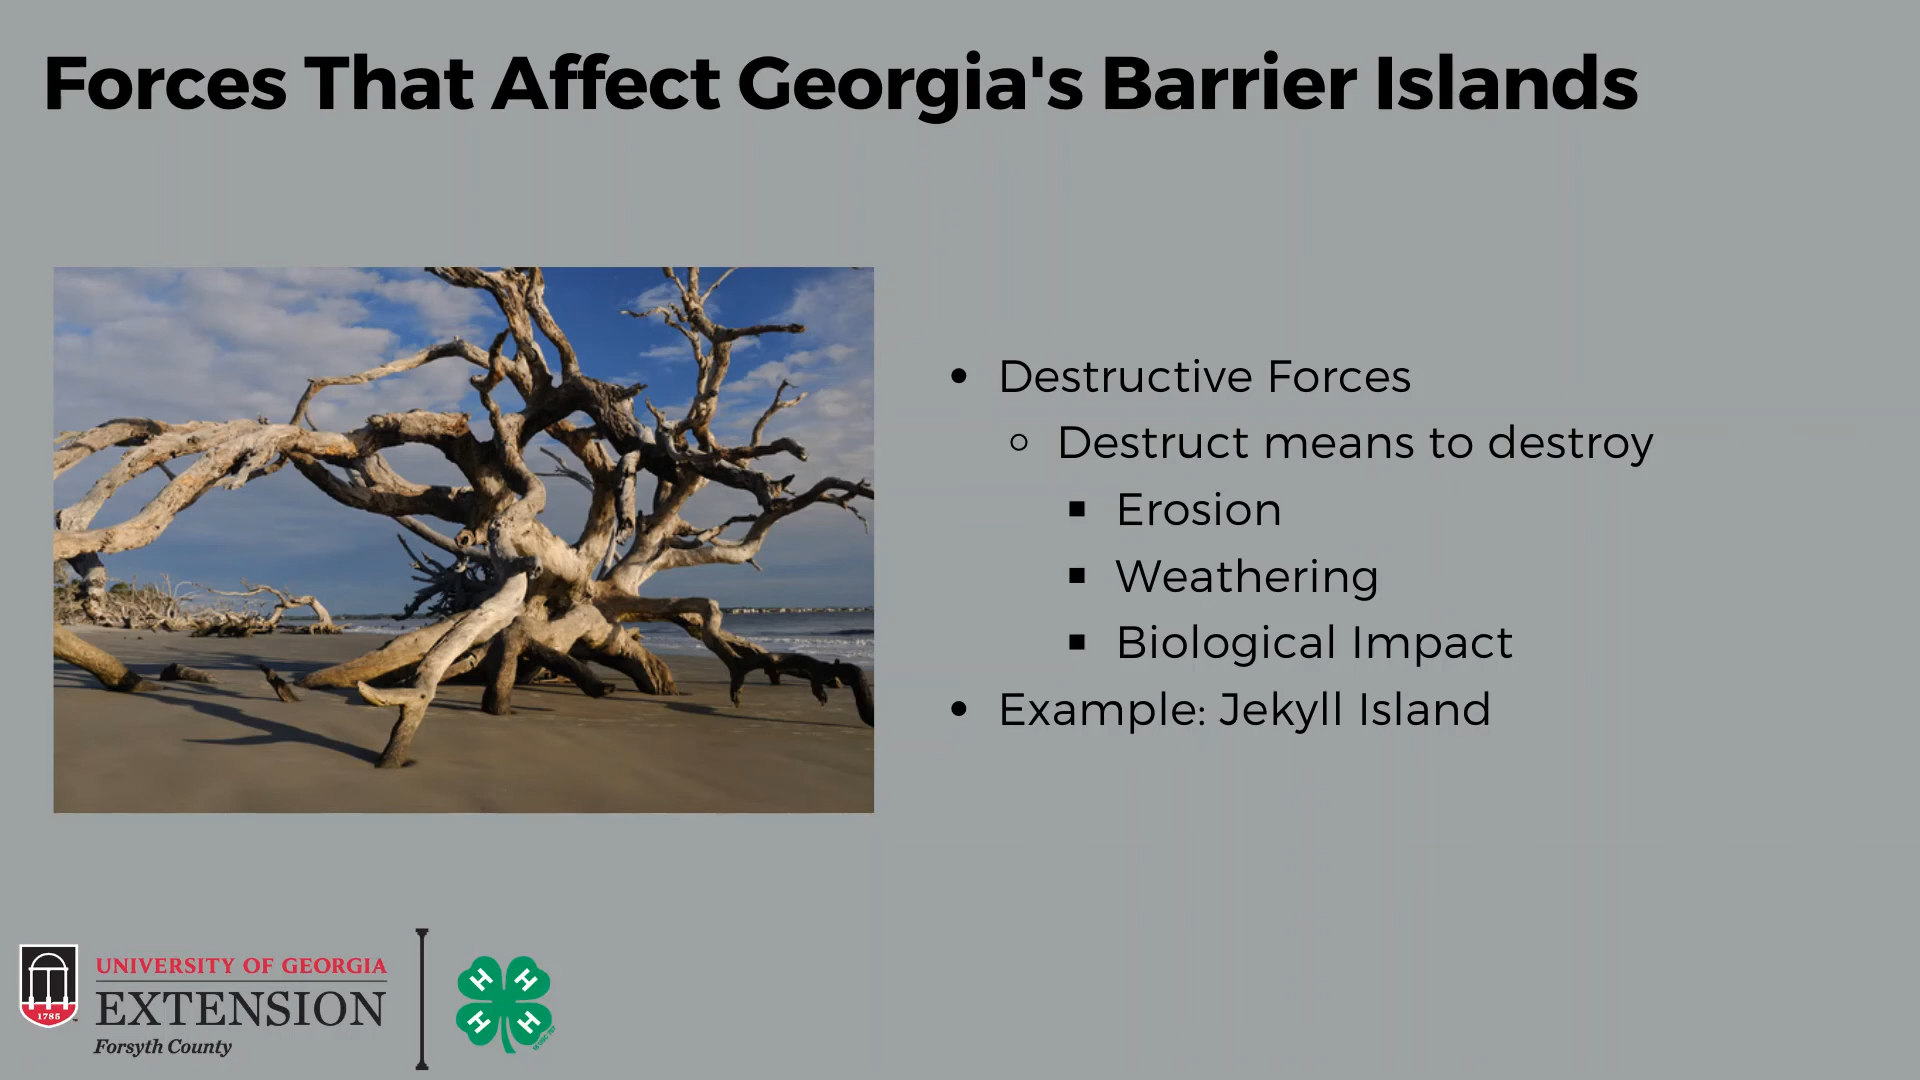 Forces That Affect Georgia's Barrier Islands
Destructive Forces
Destruct means to destroy
Erosion
Weathering
Biological Impact
Example: Jekyll Island
1785
UNIVERSITY OF GEORGIA
EXTENSION
Forsyth County
H H
H H